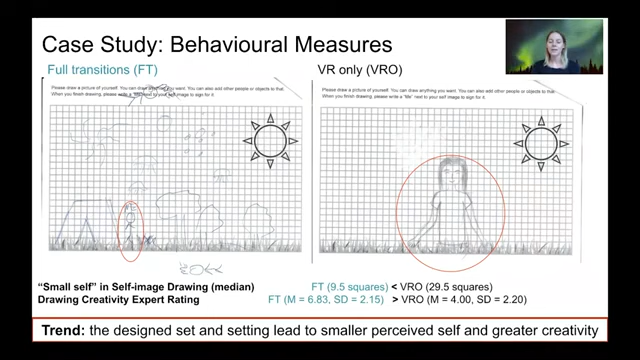 Case Study: Behavioural Measures
Full transitions (FT)
VR only (VRO)
Please draw a picture of yourself. You can draw anything you want. You can also add other people or objects to that.
When you finish drawing, please write a "Me" next to your self image to sign for it.
Please draw a picture of yourself. You can draw anything you want. You can also add other people or objects to that.
When you finish drawing, please write a "Me" next to your self image to sign for it.
"Small self" in Self-image Drawing (median)
FT (9.5 squares) < VRO (29.5 squares)
Drawing Creativity Expert Rating
FT (M = 6.83, SD = 2.15) > VRO (M = 4.00, SD = 2.20)
Trend: the designed set and setting lead to smaller perceived self and greater creativity